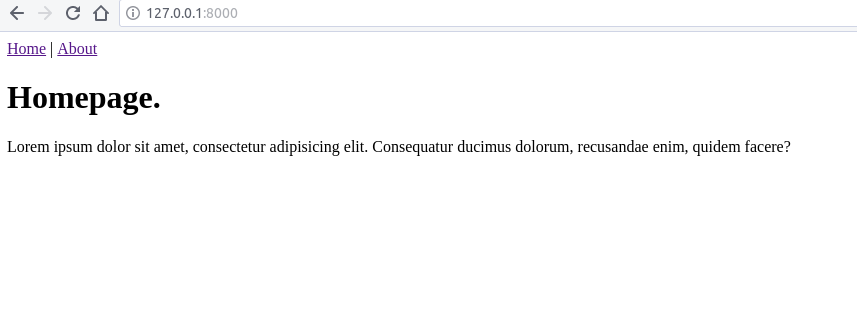 127.0.0.1:8000
Home | About
Homepage.
Lorem ipsum dolor sit amet, consectetur adipisicing elit. Consequatur ducimus dolorum, recusandae enim, quidem facere?